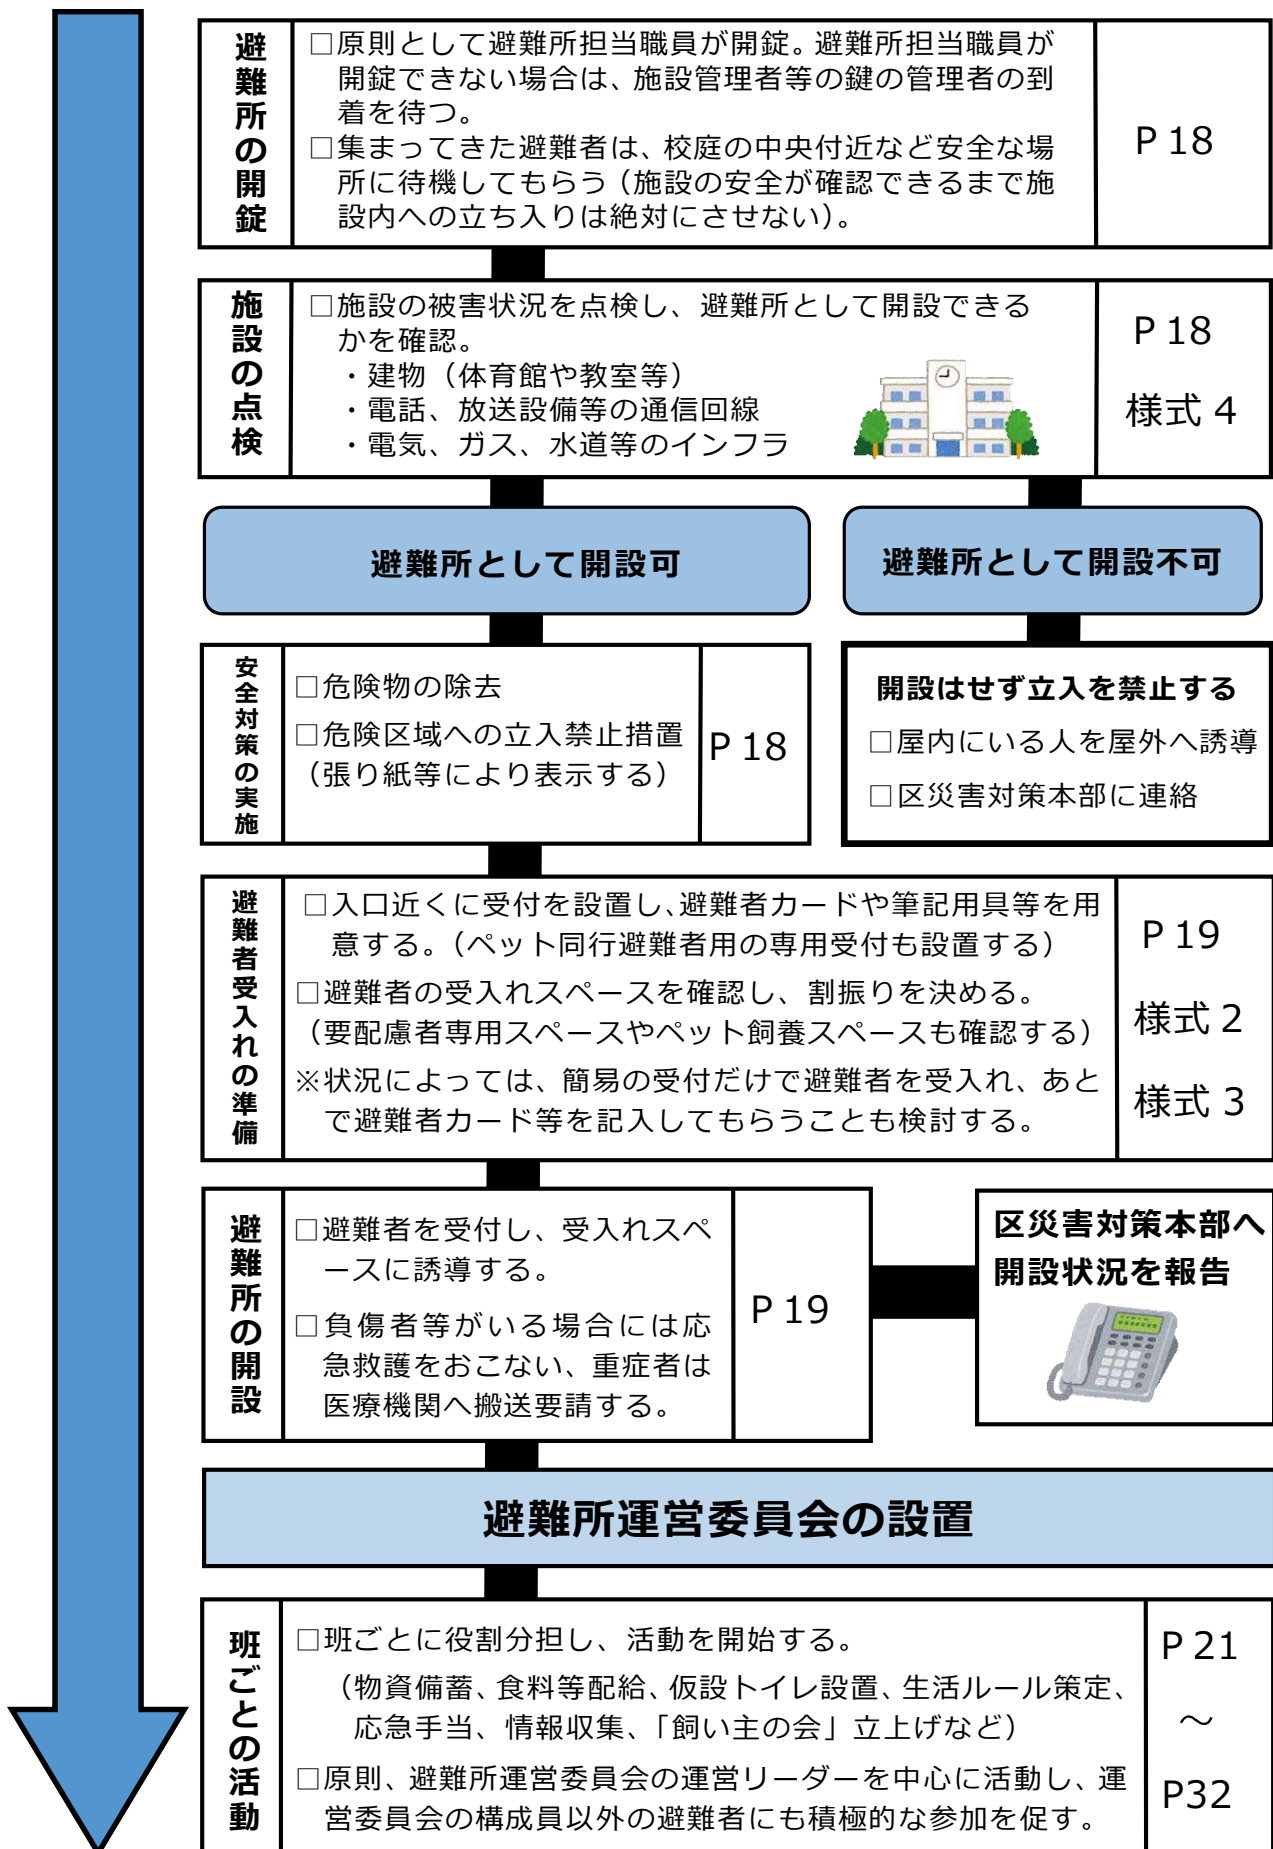 避難所の開錠
□原則として避難所担当職員が開錠。避難所担当職員が
開錠できない場合は、施設管理者等の鍵の管理者の到
着を待つ。
□集まってきた避難者は、校庭の中央付近など安全な場
所に待機してもらう（施設の安全が確認できるまで施
設内への立ち入りは絶対にさせない）。
P 18
施設の点検
□施設の被害状況を点検し、避難所として開設できる
かを確認。
・建物（体育館や教室等）
・電話、放送設備等の通信回線
・電気、ガス、水道等のインフラ
P 18
様式 4
避難所として開設可
避難所として開設不可
安全対策の実施
□危険物の除去
□危険区域への立入禁止措置
（張り紙等により表示する）
P 18
開設はせず立入を禁止する
□屋内にいる人を屋外へ誘導
□区災害対策本部に連絡
避難者受入れの準備
□入口近くに受付を設置し、避難者カードや筆記用具等を用
意する。（ペット同行避難者用の専用受付も設置する）
□避難者の受入れスペースを確認し、割振りを決める。
（要配慮者専用スペースやペット飼養スペースも確認する）
※状況によっては、簡易の受付だけで避難者を受入れ、あと
で避難者カード等を記入してもらうことも検討する。
P 19
様式 2
様式 3
避難所の開設
□避難者を受付し、受入れスペ
ースに誘導する。
□負傷者等がいる場合には応
急救護をおこない、重症者は
医療機関へ搬送要請する。
P 19
区災害対策本部へ
開設状況を報告
避難所運営委員会の設置
班ごとの活動
□班ごとに役割分担し、活動を開始する。
（物資備蓄、食料等配給、仮設トイレ設置、生活ルール策定、
応急手当、情報収集、「飼い主の会」立上げなど）
□原則、避難所運営委員会の運営リーダーを中心に活動し、運
営委員会の構成員以外の避難者にも積極的な参加を促す。
P 21
～
P32